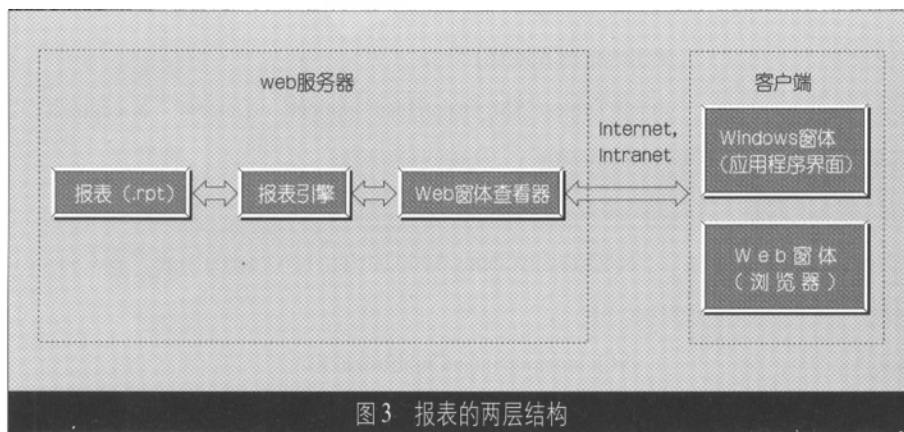 web服务器
客户端
Internet,
Intranet
Windows窗体
(应用程序界面)
报表 (.rpt)
报表引擎
Web窗体查看器
Web窗体
(浏览器)
图3 报表的两层结构